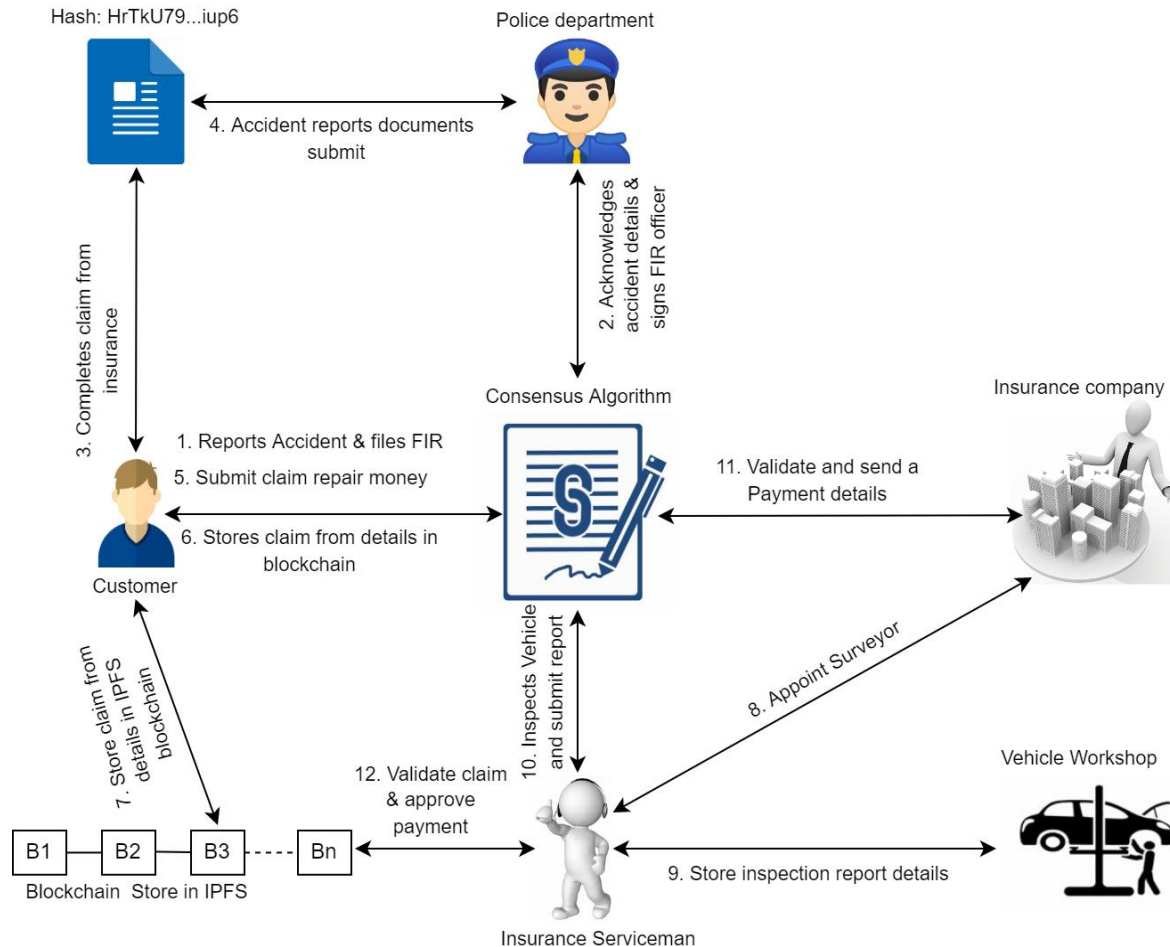 Hash: HrTkU79...iup6
Police department
4. Accident reports documents
submit
2. Acknowledges
accident details &
signs FIR officer
3. Completes claim from
insurance
Consensus Algorithm
Insurance company
1. Reports Accident & files FIR
5. Submit claim repair money
6. Stores claim from details in
blockchain
11. Validate and send a
Payment details
Customer
7. Store claim from
details in IPFS
blockchain
10. Inspects Vehicle
and submit report
8. Appoint Surveyor
Vehicle Workshop
12. Validate claim
& approve
payment
B1
B2
B3
Bn
Blockchain Store in IPFS
9. Store inspection report details
Insurance Serviceman